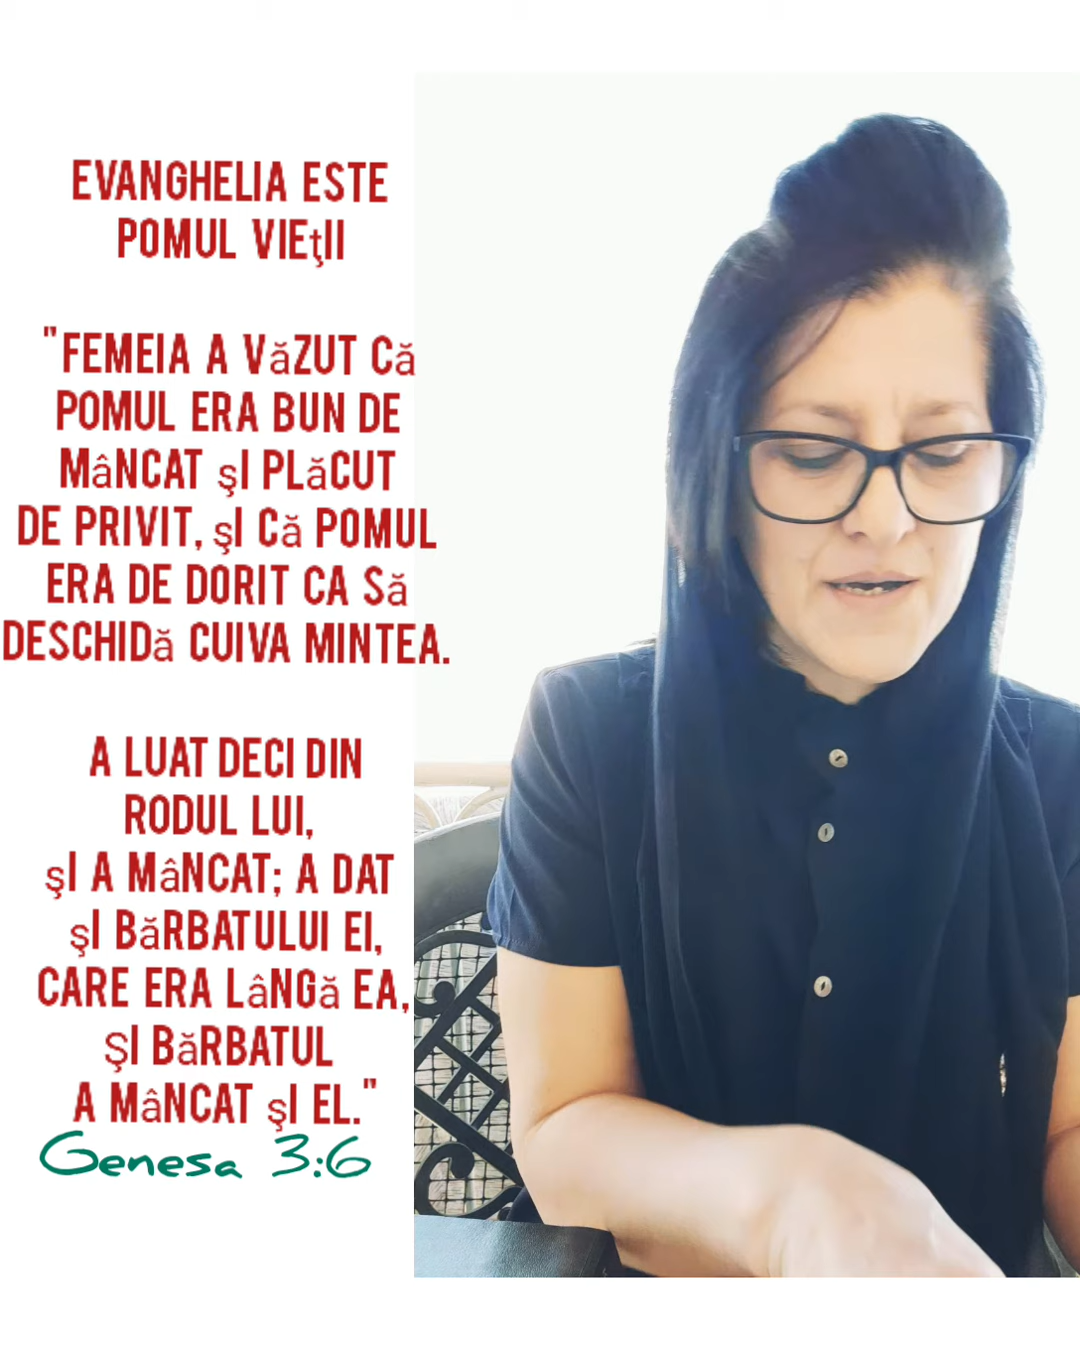 EVANGHELIA ESTE
POMUL VIEţII
"FEMEIA A VăZUT Că
POMUL ERA BUN DE
MâNCAT şI PLăCUT
DE PRIVIT, şI Că POMUL
ERA DE DORIT CA Să
DESCHIDă CUIVA MINTEA.
A LUAT DECI DIN
RODUL LUI,
şI A MâNCAT; A DAT
şI BăRBATULUI EI,
CARE ERA LâNGă EA,
ŞI BăRBATUL
A MâNCAT şI EL."
Genesa 3:6